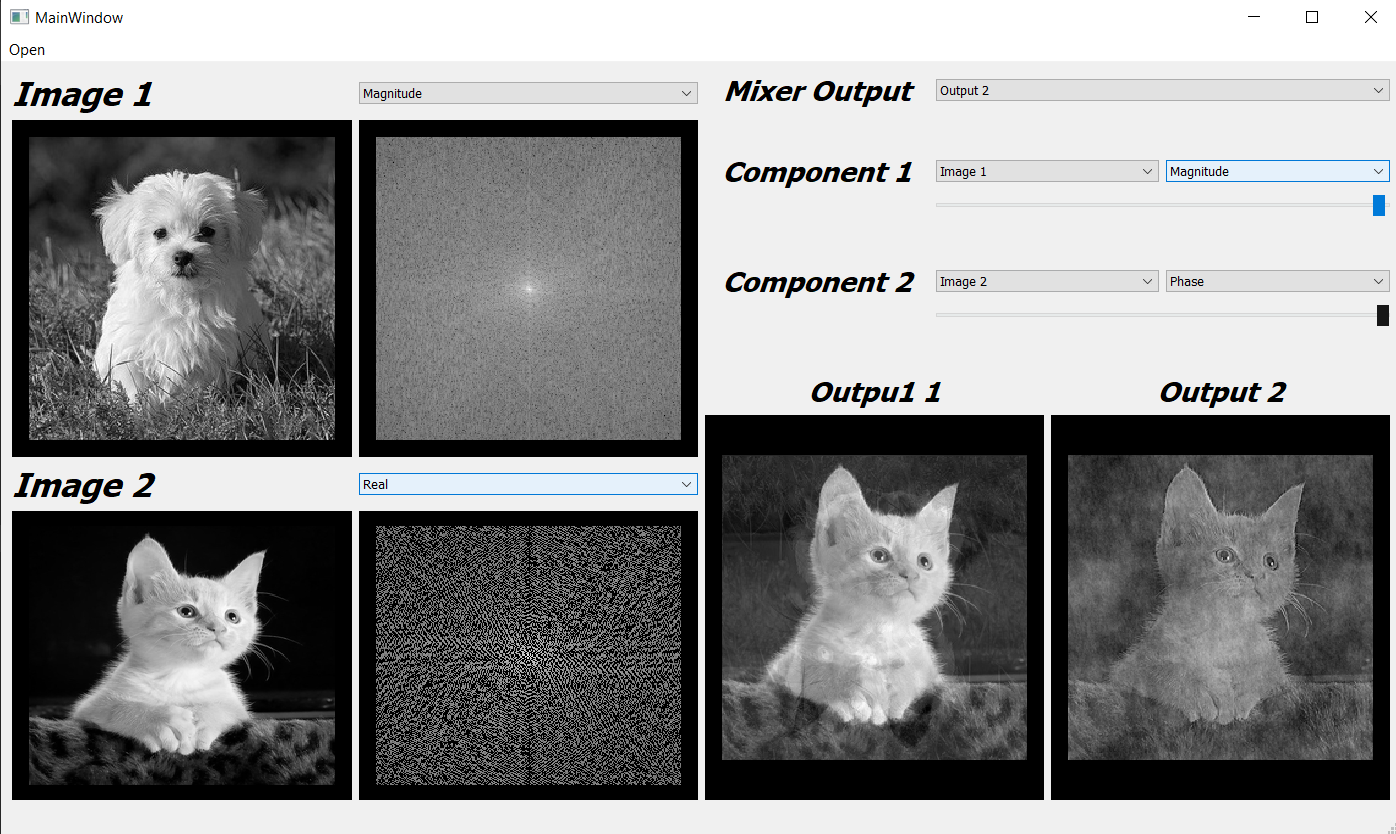 MainWindow
Open
Image 1
Magnitude
Mixer Output
Output 2
Component 1
Image 1
Magnitude
Component 2
Image 2
Phase
Outpu1 1
Output 2
Image 2
Real